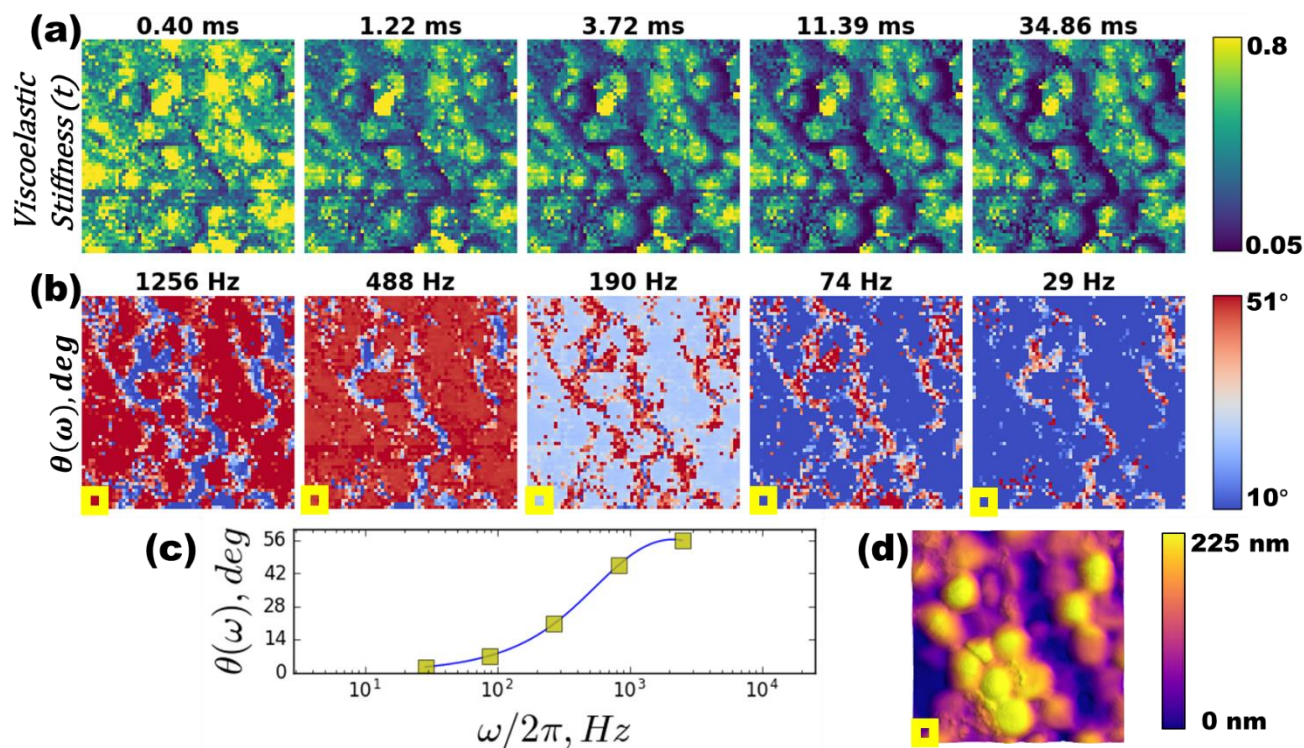 (a)
0.40 ms 1.22 ms 3.72 ms 11.39 ms 34.86 ms
Viscoelastic
Stiffness (t)
0.8
0.05
(b)
1256 Hz 488 Hz 190 Hz 74 Hz 29 Hz
θ(ω), deg
51°
10°
(c)
θ(ω), deg
56
42
28
14
0
10¹ 10² 10³ 10⁴
ω/2π, Hz
(d)
225 nm
0 nm